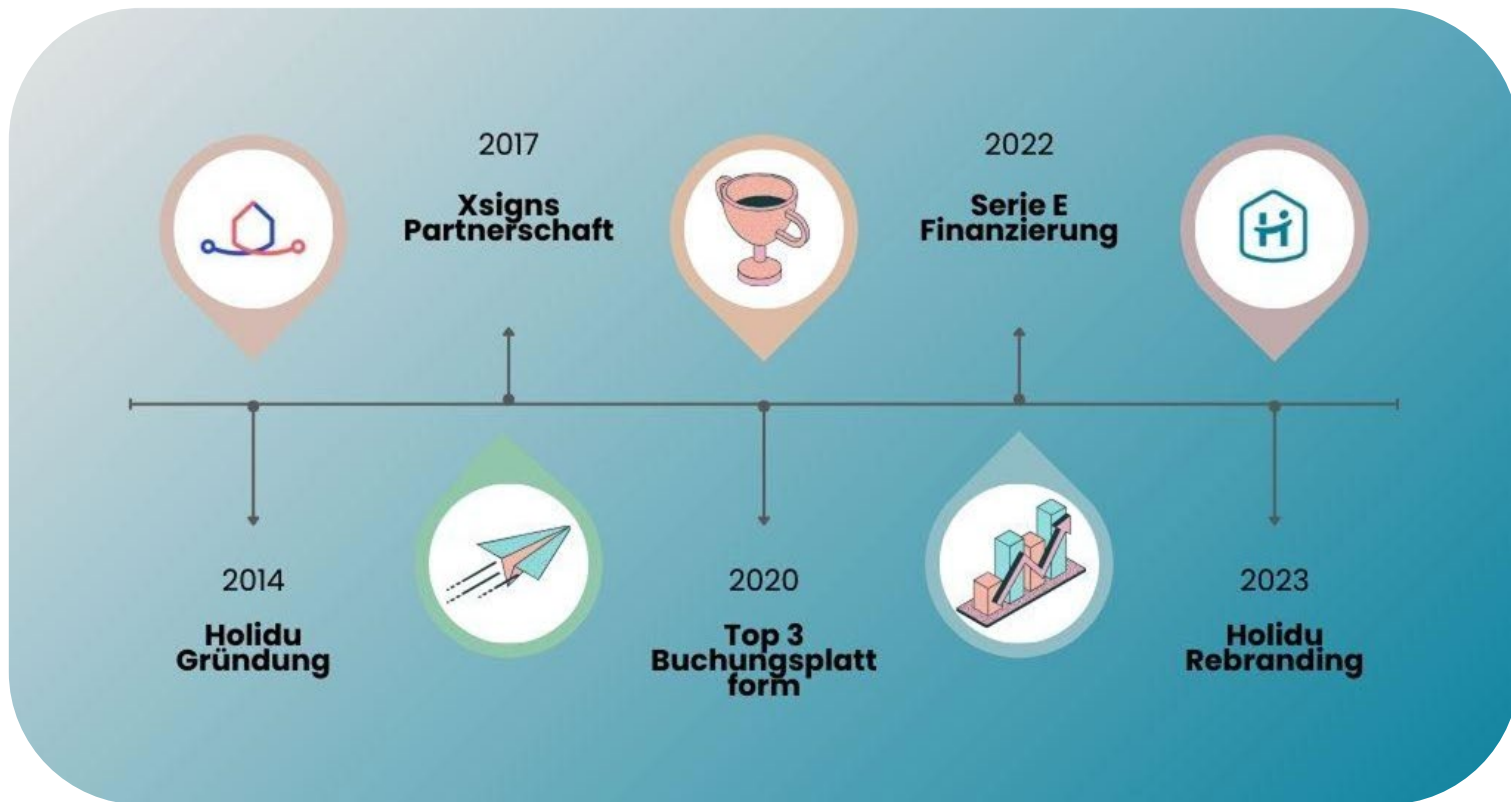 2014
Holidu
Gründung
2017
Xsigns
Partnerschaft
2020
Top 3
Buchungsplatt
form
2022
Serie E
Finanzierung
2023
Holidu
Rebranding